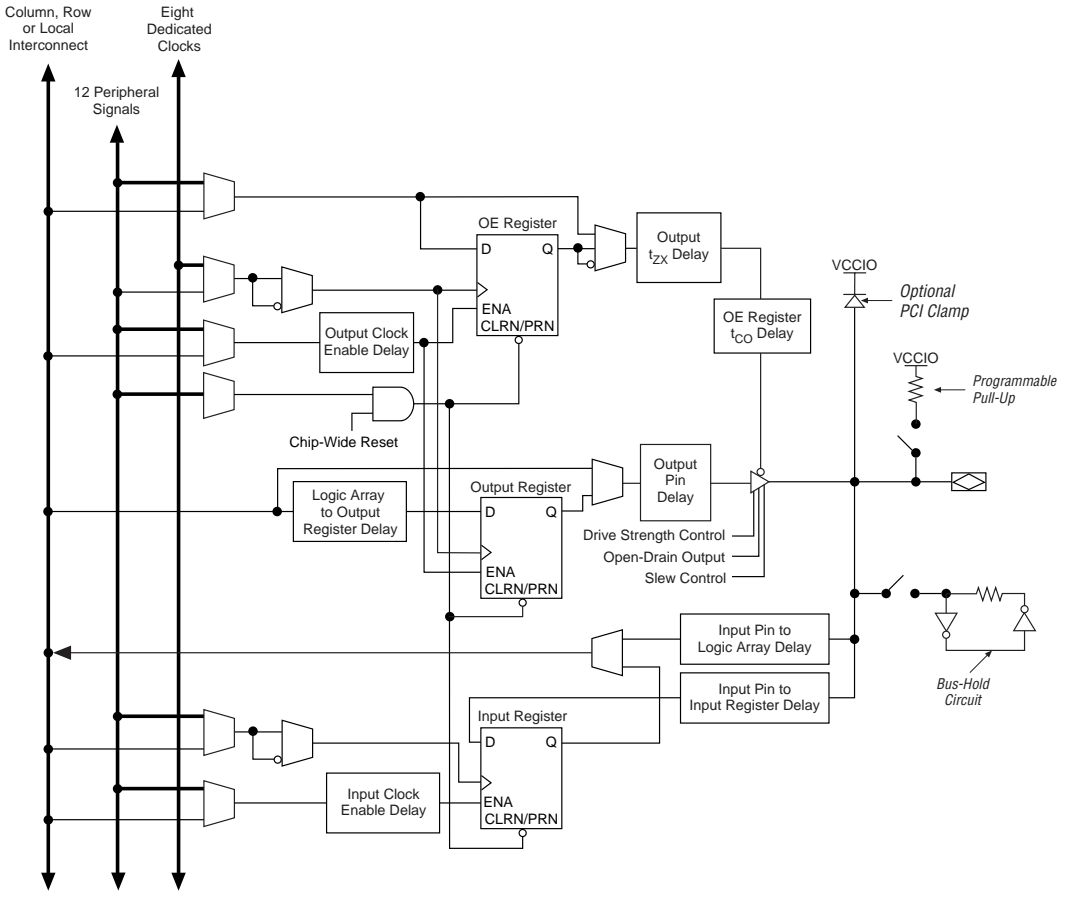 Column, Row
or Local
Interconnect
Eight
Dedicated
Clocks
12 Peripheral
Signals
OE Register
D
Q
ENA
CLRN/PRN
Output
tZX Delay
OE Register
tCO Delay
VCCIO
Optional
PCI Clamp
VCCIO
Programmable
Pull-Up
Output Clock
Enable Delay
Chip-Wide Reset
Logic Array
to Output
Register Delay
Output Register
D
Q
ENA
CLRN/PRN
Output
Pin
Delay
Drive Strength Control
Open-Drain Output
Slew Control
Input Pin to
Logic Array Delay
Input Pin to
Input Register Delay
Bus-Hold
Circuit
Input Register
D
Q
ENA
CLRN/PRN
Input Clock
Enable Delay